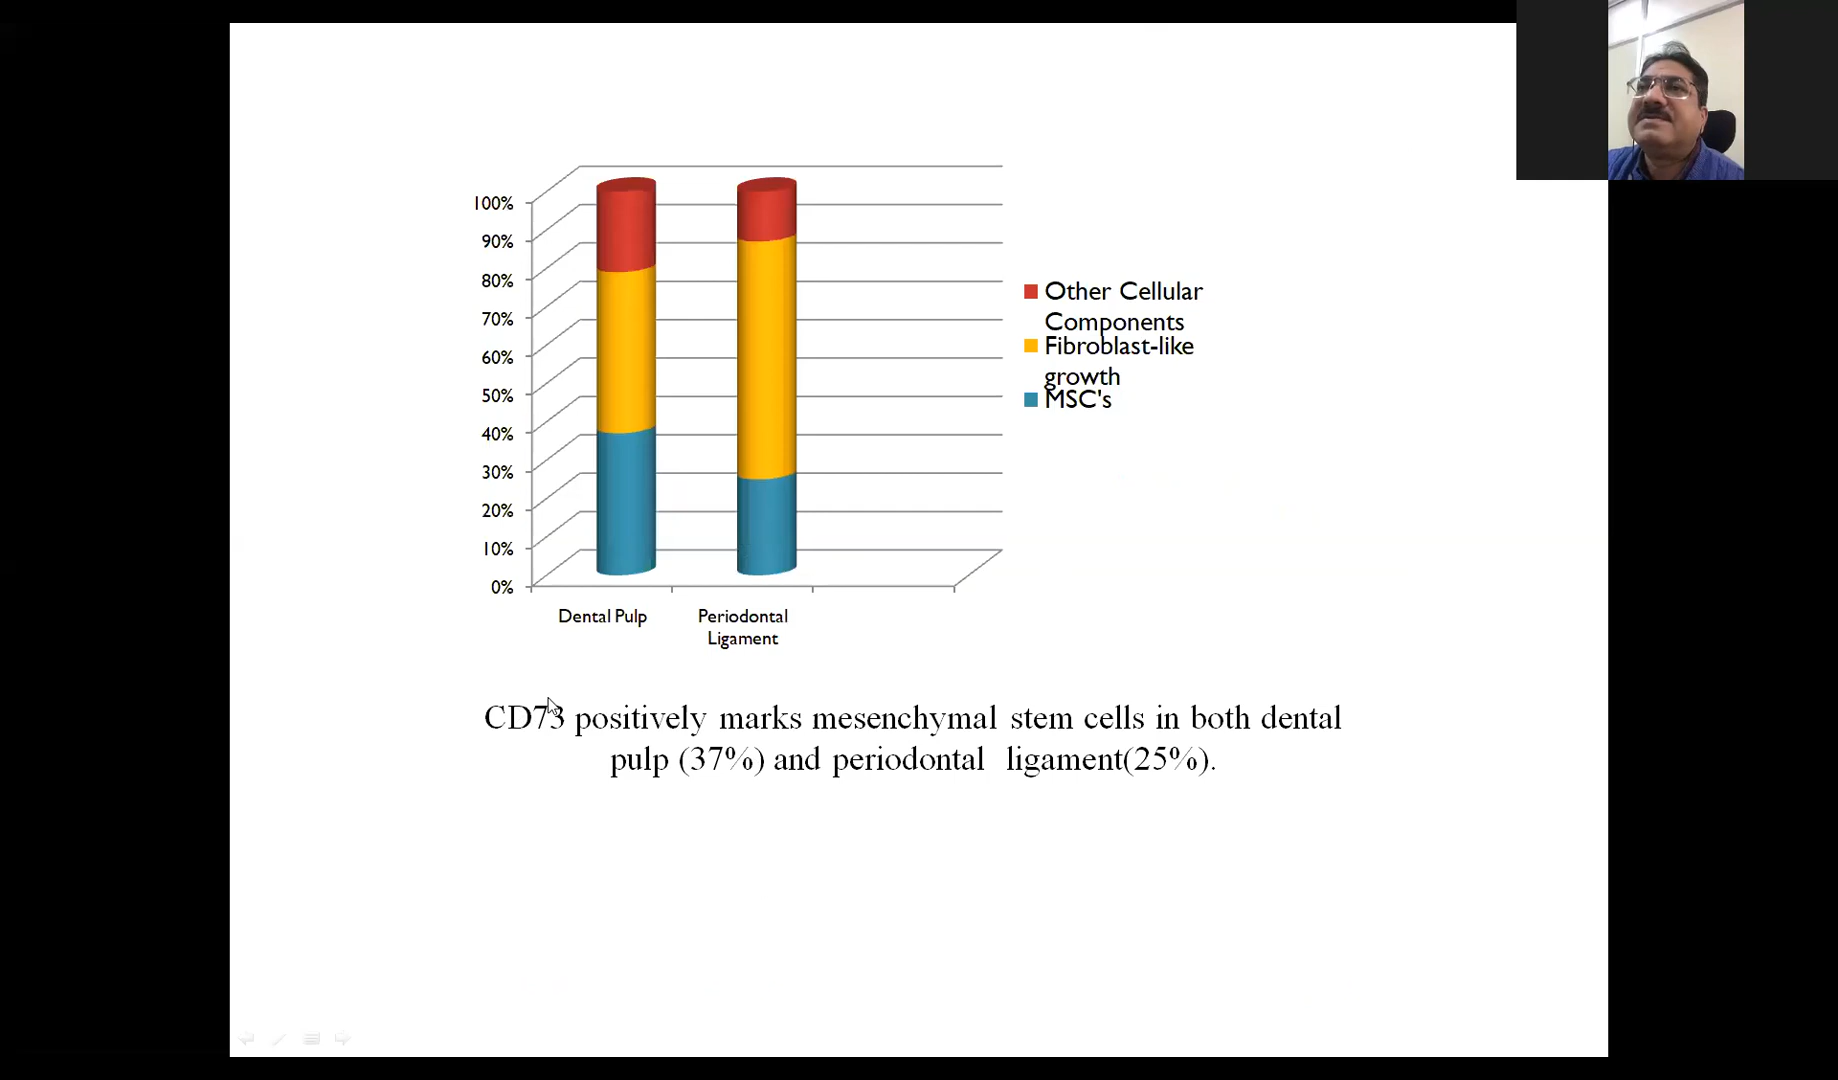 100%
90%
80%
70%
60%
50%
40%
30%
20%
10%
0%
Dental Pulp
Periodontal
Ligament
Other Cellular
Components
Fibroblast-like
growth
MSC's
CD73 positively marks mesenchymal stem cells in both dental
pulp (37%) and periodontal ligament(25%).